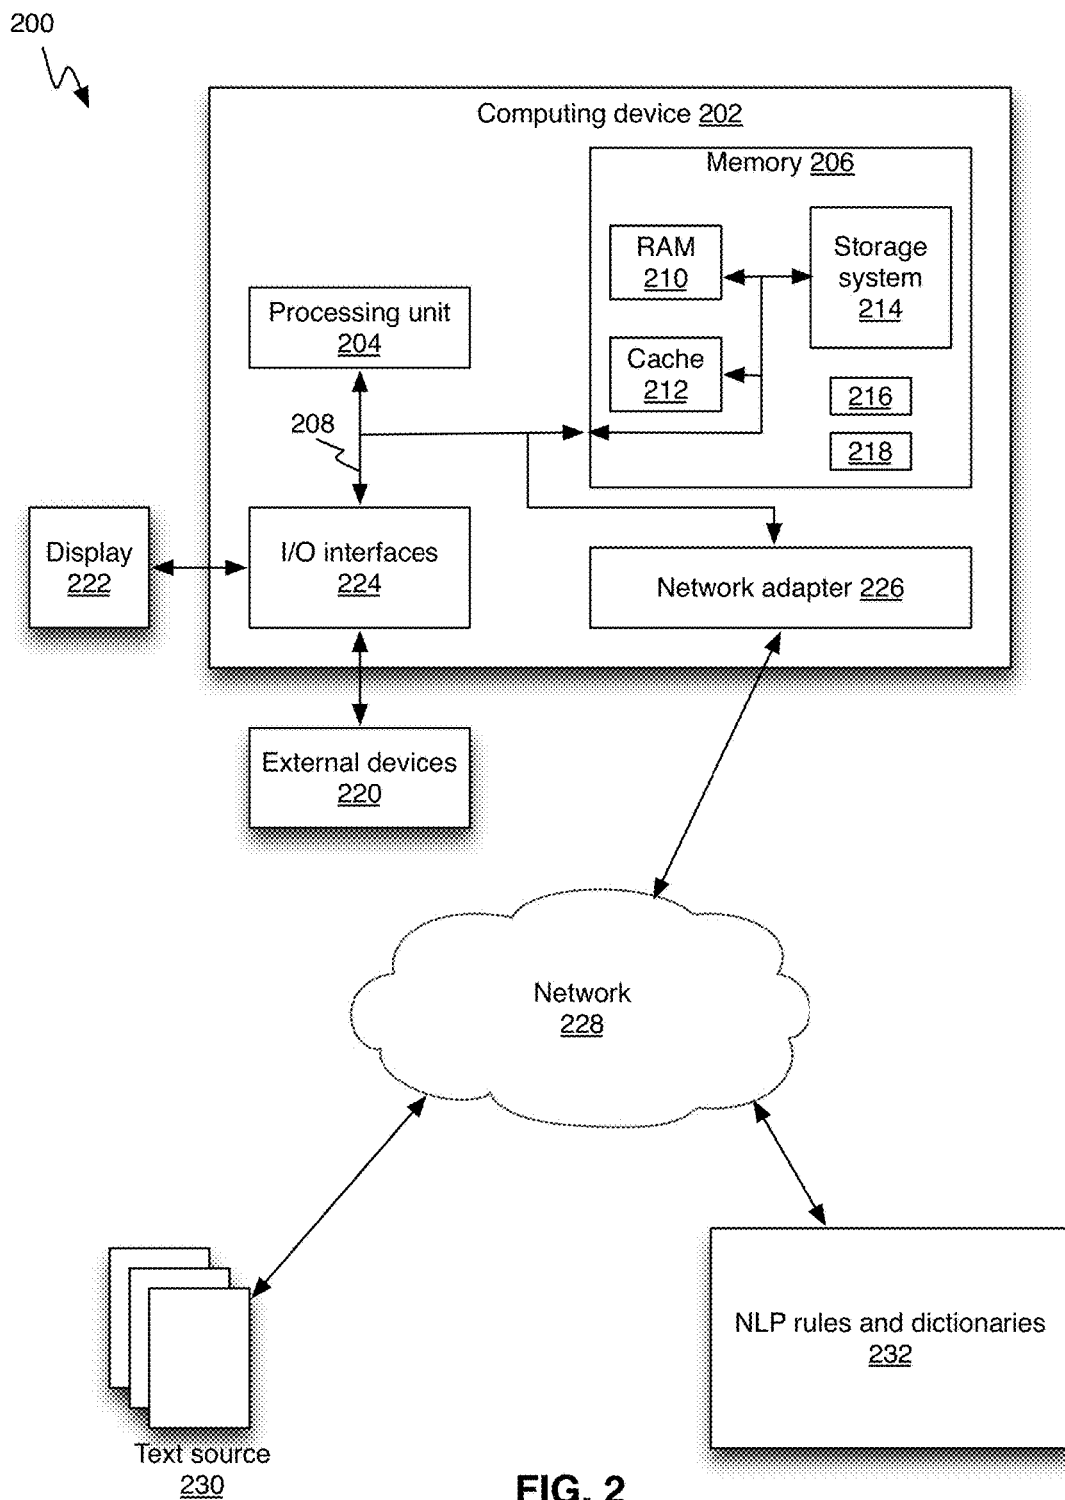 200
Computing device 202
Memory 206
RAM
210
Storage
system
214
Processing unit
204
Cache
212
216
208
218
Display
222
I/O interfaces
224
Network adapter 226
External devices
220
Network
228
NLP rules and dictionaries
232
Text source
230
FIG. 2